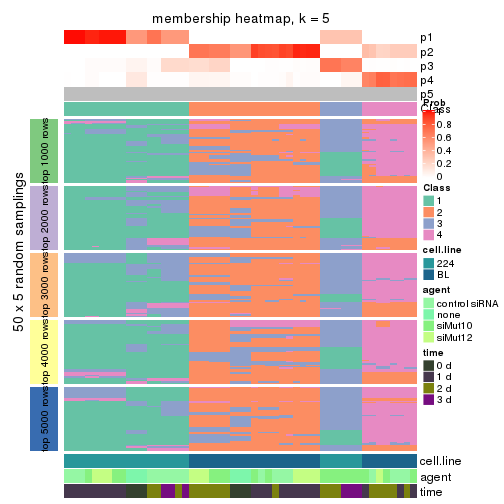 membership heatmap, k = 5
p1
p2
p3
p4
p5
Class
50 x 5 random samplings
top 1000 rows
top 2000 rows
top 3000 rows
top 4000 rows
top 5000 rows
Prob
1
0.8
0.6
0.4
0.2
0
Class
1
2
3
4
cell.line
224
BL
agent
control siRNA
none
siMut10
siMut12
time
0 d
1 d
2 d
3 d
cell.line
agent
time